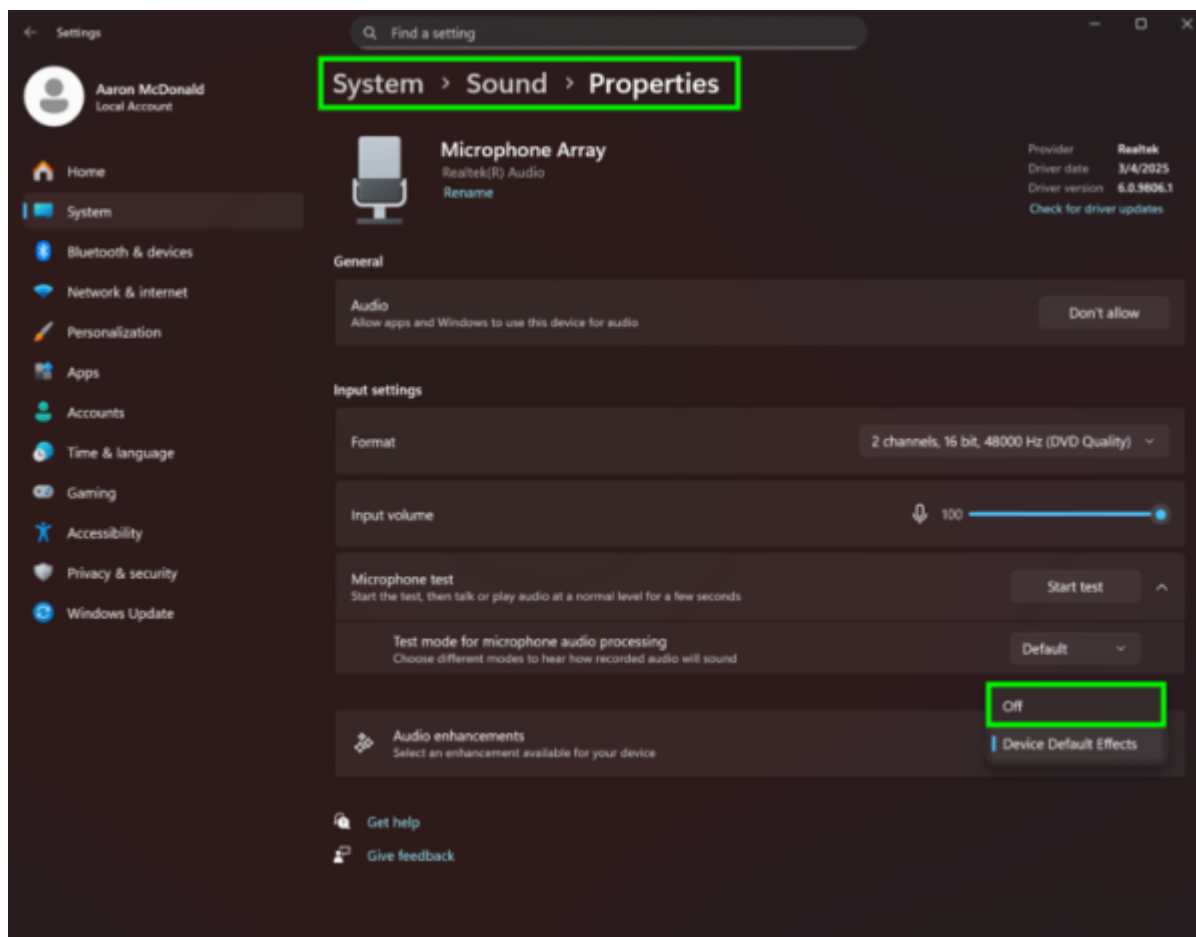 Settings
Find a setting
Aaron McDonald
Local Account
Home
System
Bluetooth & devices
Network & internet
Personalization
Apps
Accounts
Time & language
Gaming
Accessibility
Privacy & security
Windows Update
System > Sound > Properties
Microphone Array
Realtek(R) Audio
Rename
Provider Realtek
Driver date 3/4/2025
Driver version 6.0.9806.1
Check for driver updates
General
Audio
Allow apps and Windows to use this device for audio
Don't allow
Input settings
Format
2 channels, 16 bit, 48000 Hz (DVD Quality)
Input volume
100
Microphone test
Start the test, then talk or play audio at a normal level for a few seconds
Start test
Test mode for microphone audio processing
Choose different modes to hear how recorded audio will sound
Default
Audio enhancements
Select an enhancement available for your device
Off
Device Default Effects
Get help
Give feedback